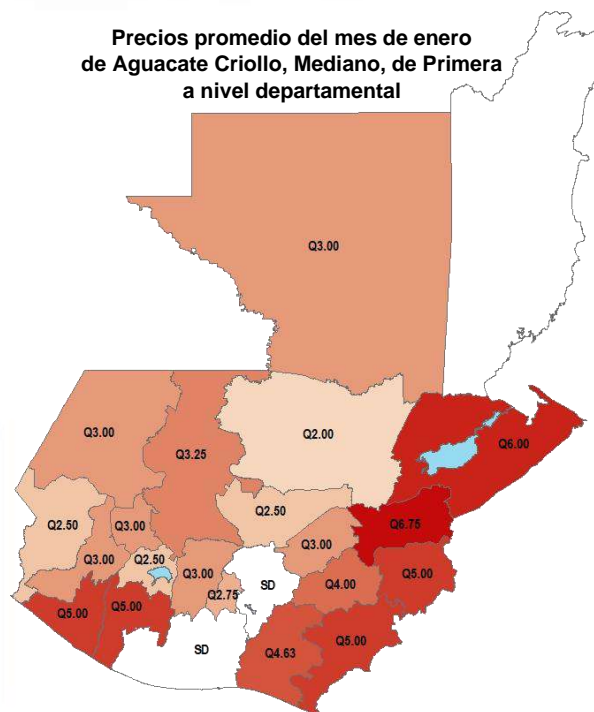 Precios promedio del mes de enero
de Aguacate Criollo, Mediano, de Primera
a nivel departamental
Q3.00
Q3.00
Q3.25
Q2.00
Q6.00
Q2.50
Q3.00
Q2.50
Q6.75
Q3.00
Q2.50
Q3.00
Q3.00
Q2.75
SD
Q4.00
Q5.00
Q5.00
Q5.00
SD
Q4.63
Q5.00